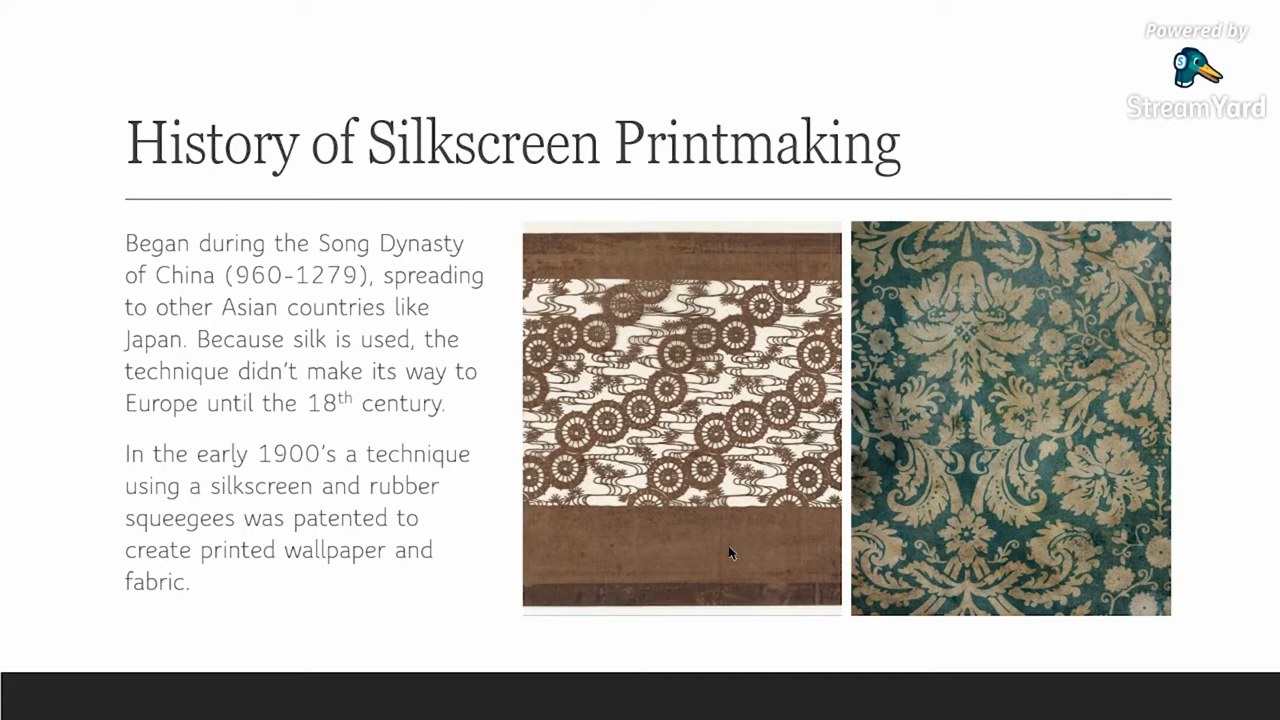 Powered by
StreamYard
History of Silkscreen Printmaking
Began during the Song Dynasty
of China (960-1279), spreading
to other Asian countries like
Japan. Because silk is used, the
technique didn't make its way to
Europe until the 18th century.
In the early 1900's a technique
using a silkscreen and rubber
squeegees was patented to
create printed wallpaper and
fabric.